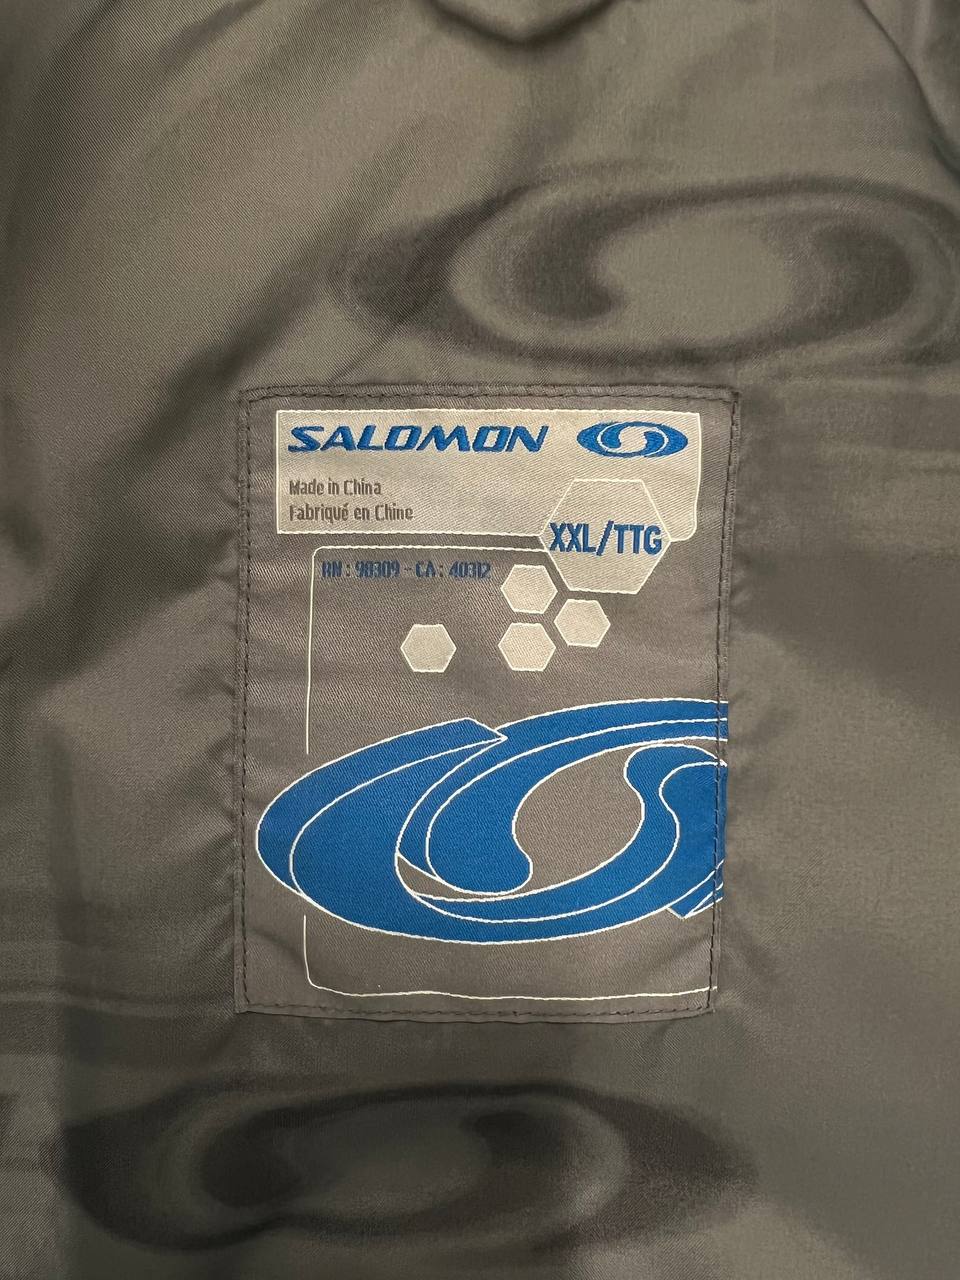 SALOMON
Made in China
Fabriqué en Chine
XXL/TTG
RN : 98309 - CA : 40312